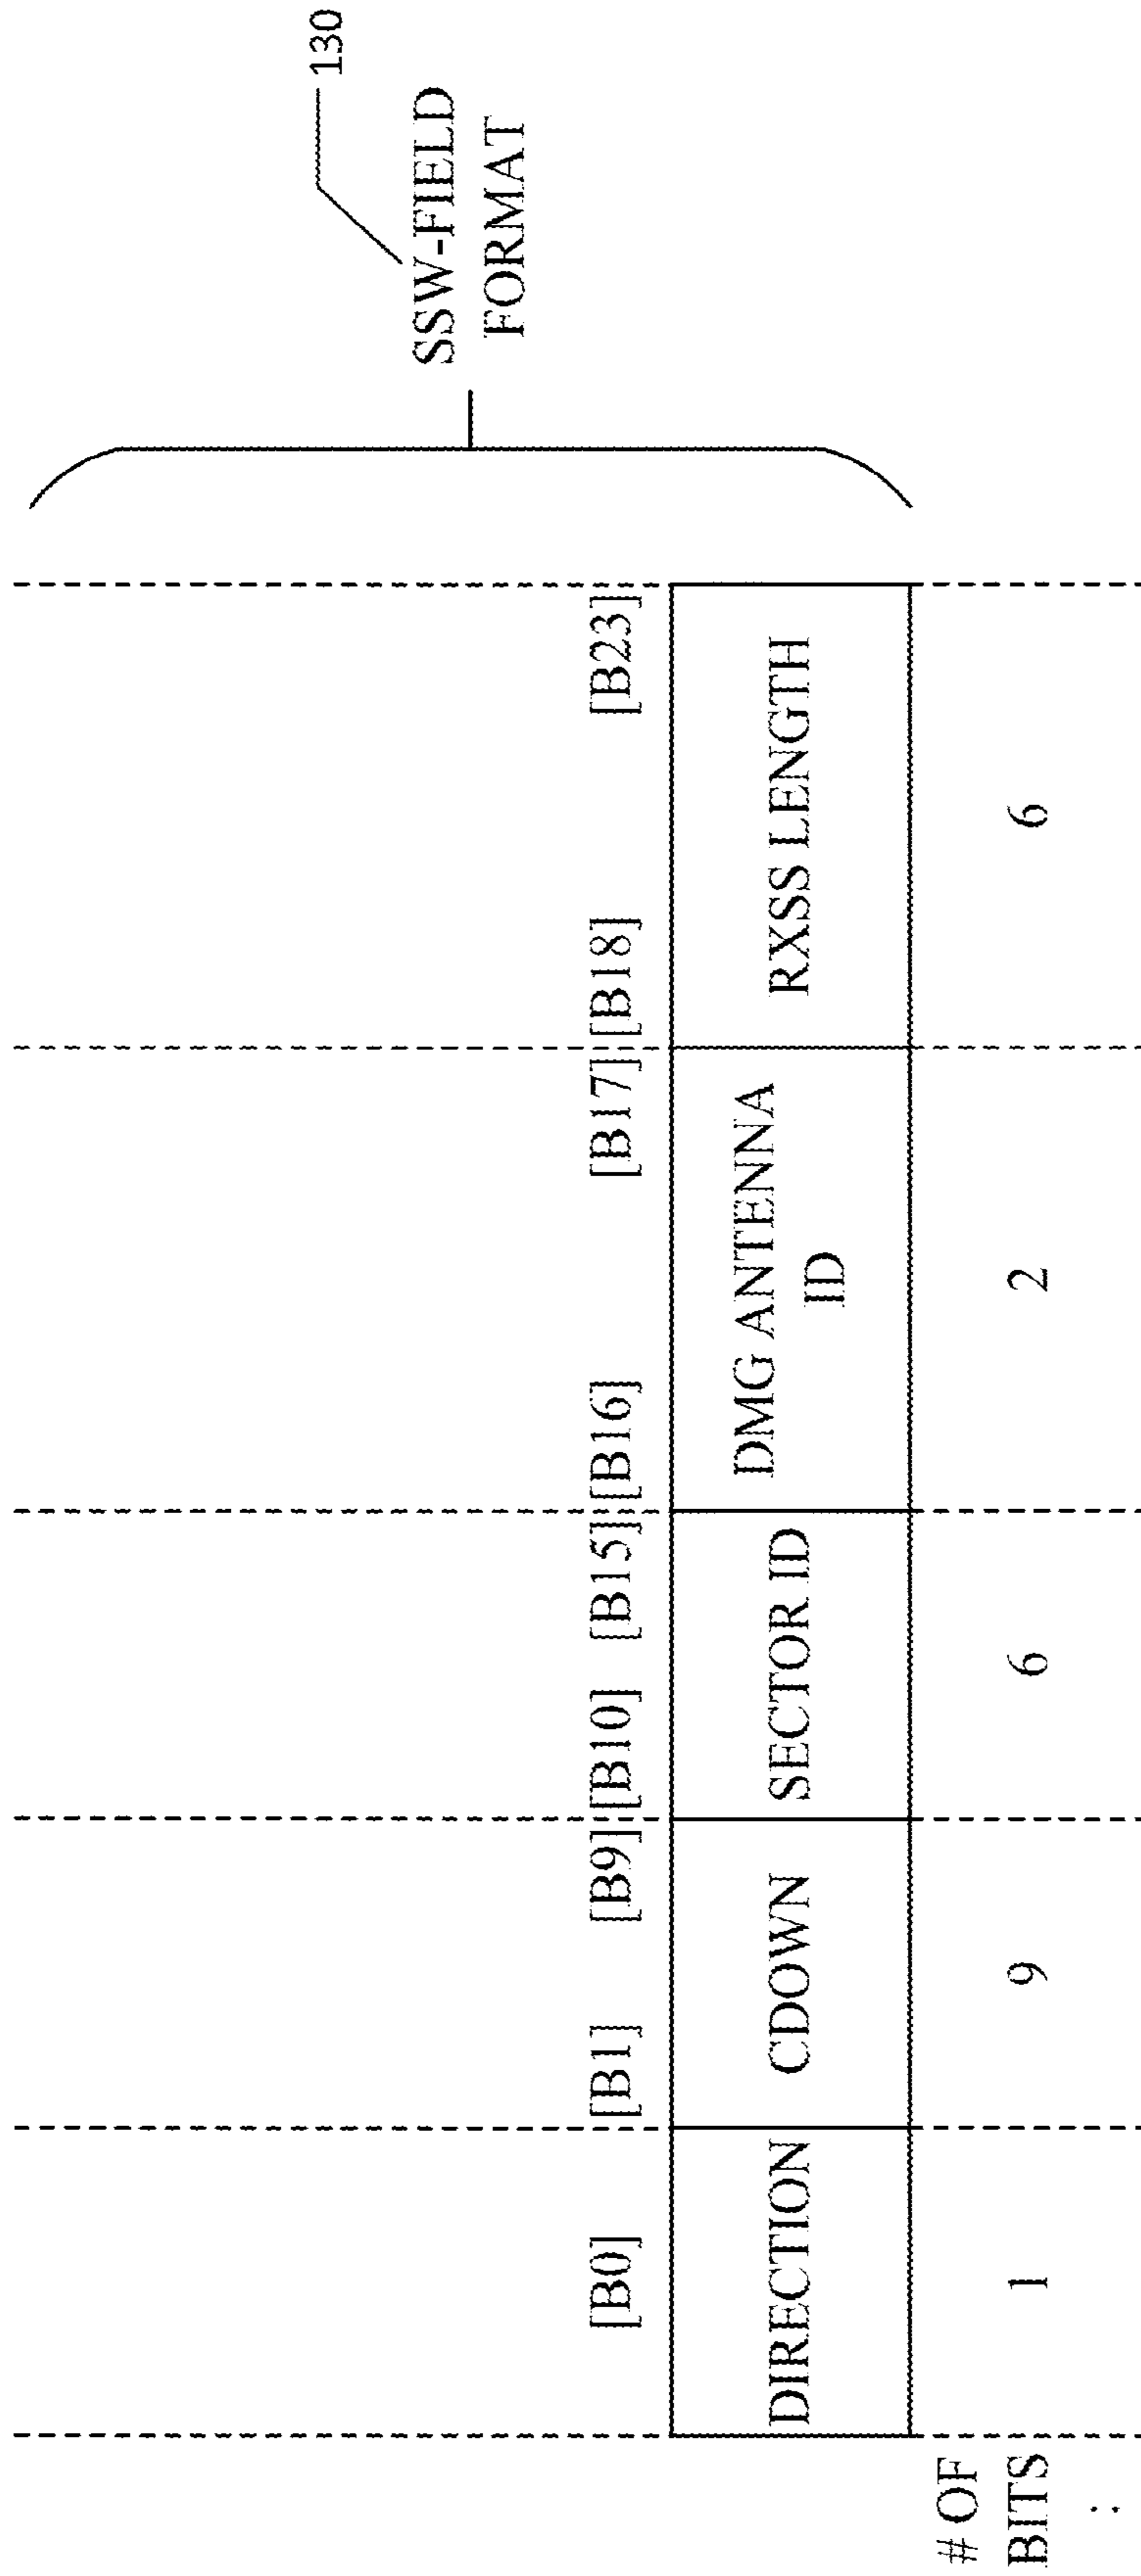 130
SSW-FIELD
FORMAT
[B0] [B1] [B9] [B10] [B15] [B16] [B17] [B18] [B23]
DIRECTION CDOWN SECTOR ID DMG ANTENNA ID RXSS LENGTH
# OF BITS : 1 9 6 2 6